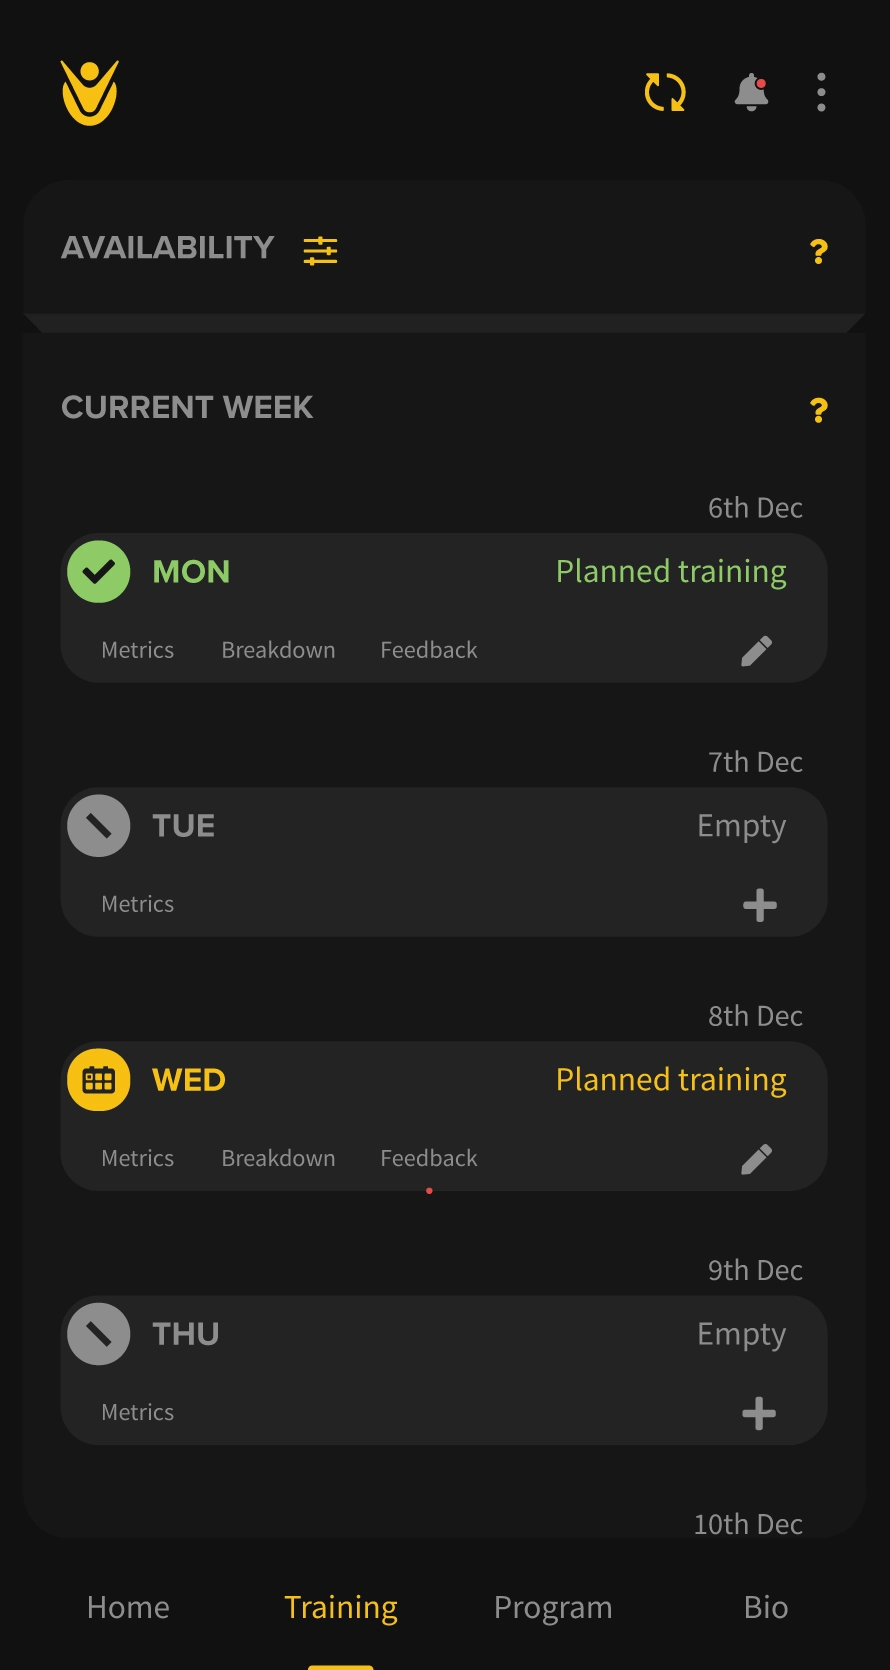 AVAILABILITY ?
CURRENT WEEK ?
6th Dec
MON Planned training
Metrics Breakdown Feedback
7th Dec
TUE Empty
Metrics
8th Dec
WED Planned training
Metrics Breakdown Feedback
9th Dec
THU Empty
Metrics
10th Dec
Home Training Program Bio